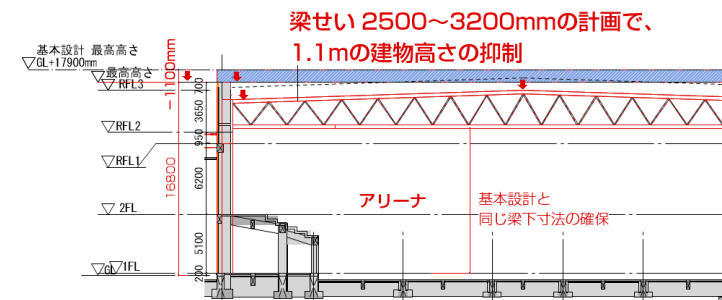 梁せい 2500～3200mmの計画で、
1.1mの建物高さの抑制
基本設計 最高高さ
▽GL+17900mm
▽最高高さ
▽RFL3
▽RFL2
▽RFL1
▽2FL
▽GL▽1FL
−1100mm
16800
700
3650
950
6200
5100
200
アリーナ
基本設計と
同じ梁下寸法の確保